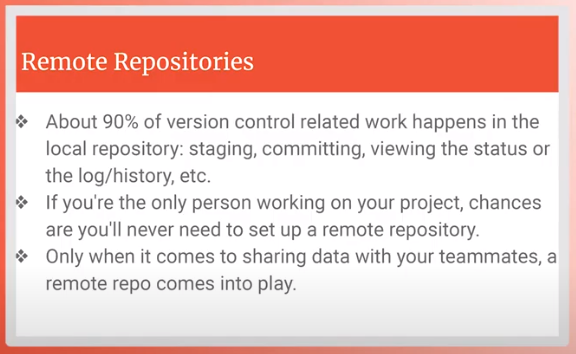 Remote Repositories
❖ About 90% of version control related work happens in the
local repository: staging, committing, viewing the status or
the log/history, etc.
❖ If you're the only person working on your project, chances
are you'll never need to set up a remote repository.
❖ Only when it comes to sharing data with your teammates, a
remote repo comes into play.